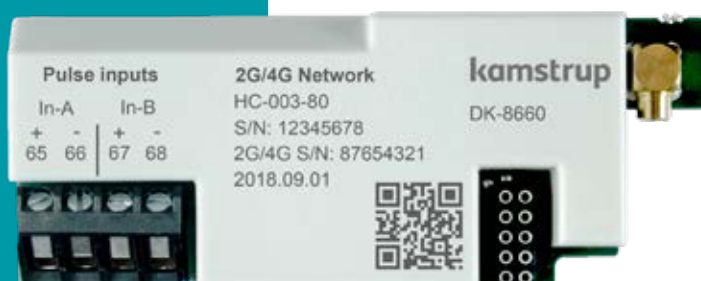 Pulse inputs
In-A In-B
+ - + -
65 66 67 68
2G/4G Network
HC-003-80
S/N: 12345678
2G/4G S/N: 87654321
2018.09.01
kamstrup
DK-8660